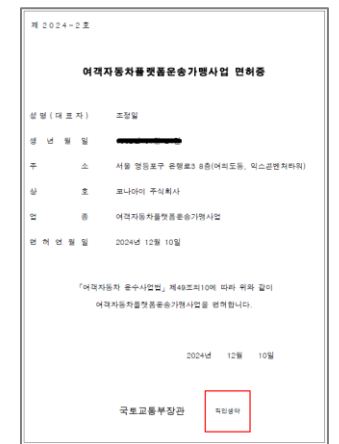 제 2024-2호
여객자동차플랫폼운송가맹사업 면허증
성 명 ( 대 표 자 ) 조정일
생 년 월 일
주 소 서울 영등포구 은행로3 8층(여의도동, 익스콘벤처타워)
상 호 코나아이 주식회사
업 종 여객자동차플랫폼운송가맹사업
면 허 연 월 일 2024년 12월 10일
「여객자동차 운수사업법」 제49조의10에 따라 위와 같이
여객자동차플랫폼운송가맹사업을 면허합니다.
2024년 12월 10일
국토교통부장관 직인생략